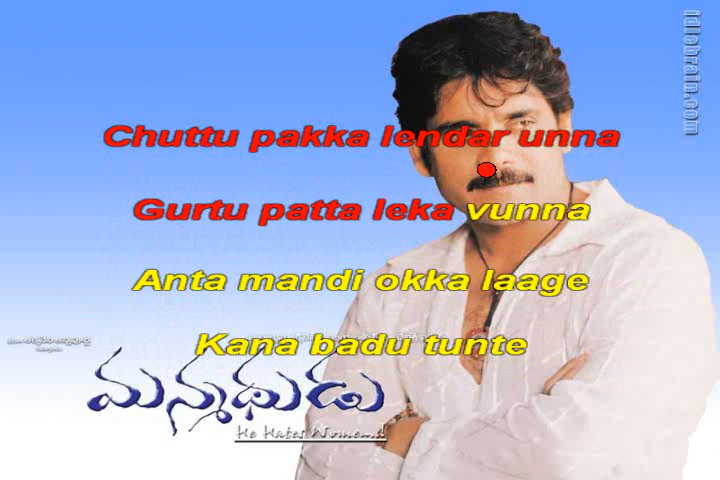 idlebrain.com
Chuttu pakka lendar unna
Gurtu patta leka vunna
Anta mandi okka laage
Kana badu tunte
మన్మథుడు
He Hates Women..!